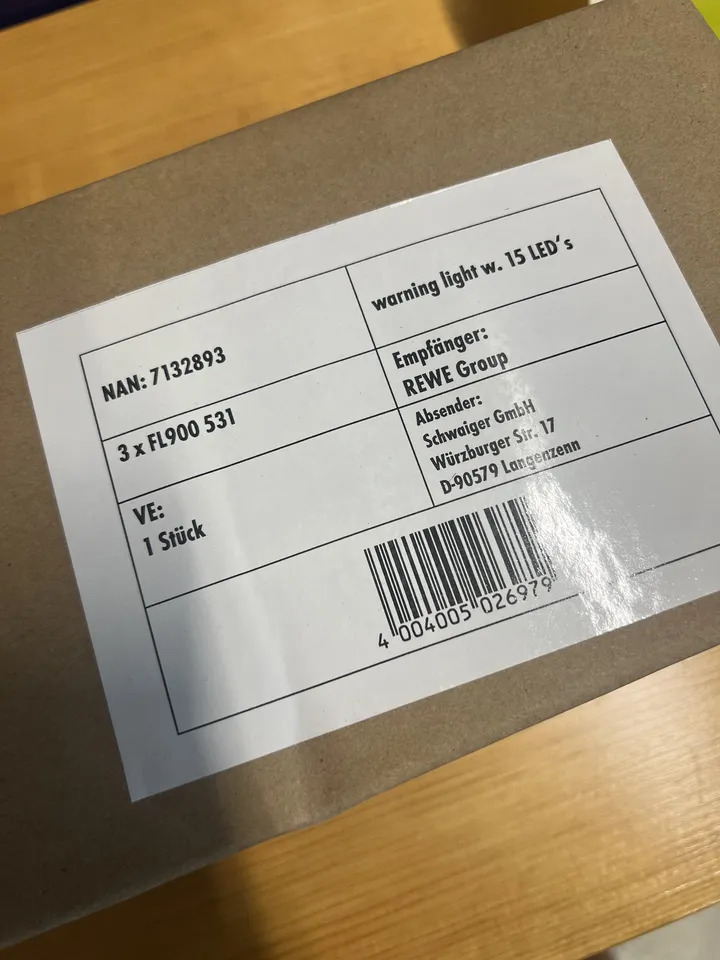 NAN: 7132893
warning light w. 15 LED's
3 x FL900 531
Empfänger:
REWE Group
VE:
1 Stück
Absender:
Schwaiger GmbH
Würzburger Str. 17
D-90579 Langenzenn
4 004005 026979